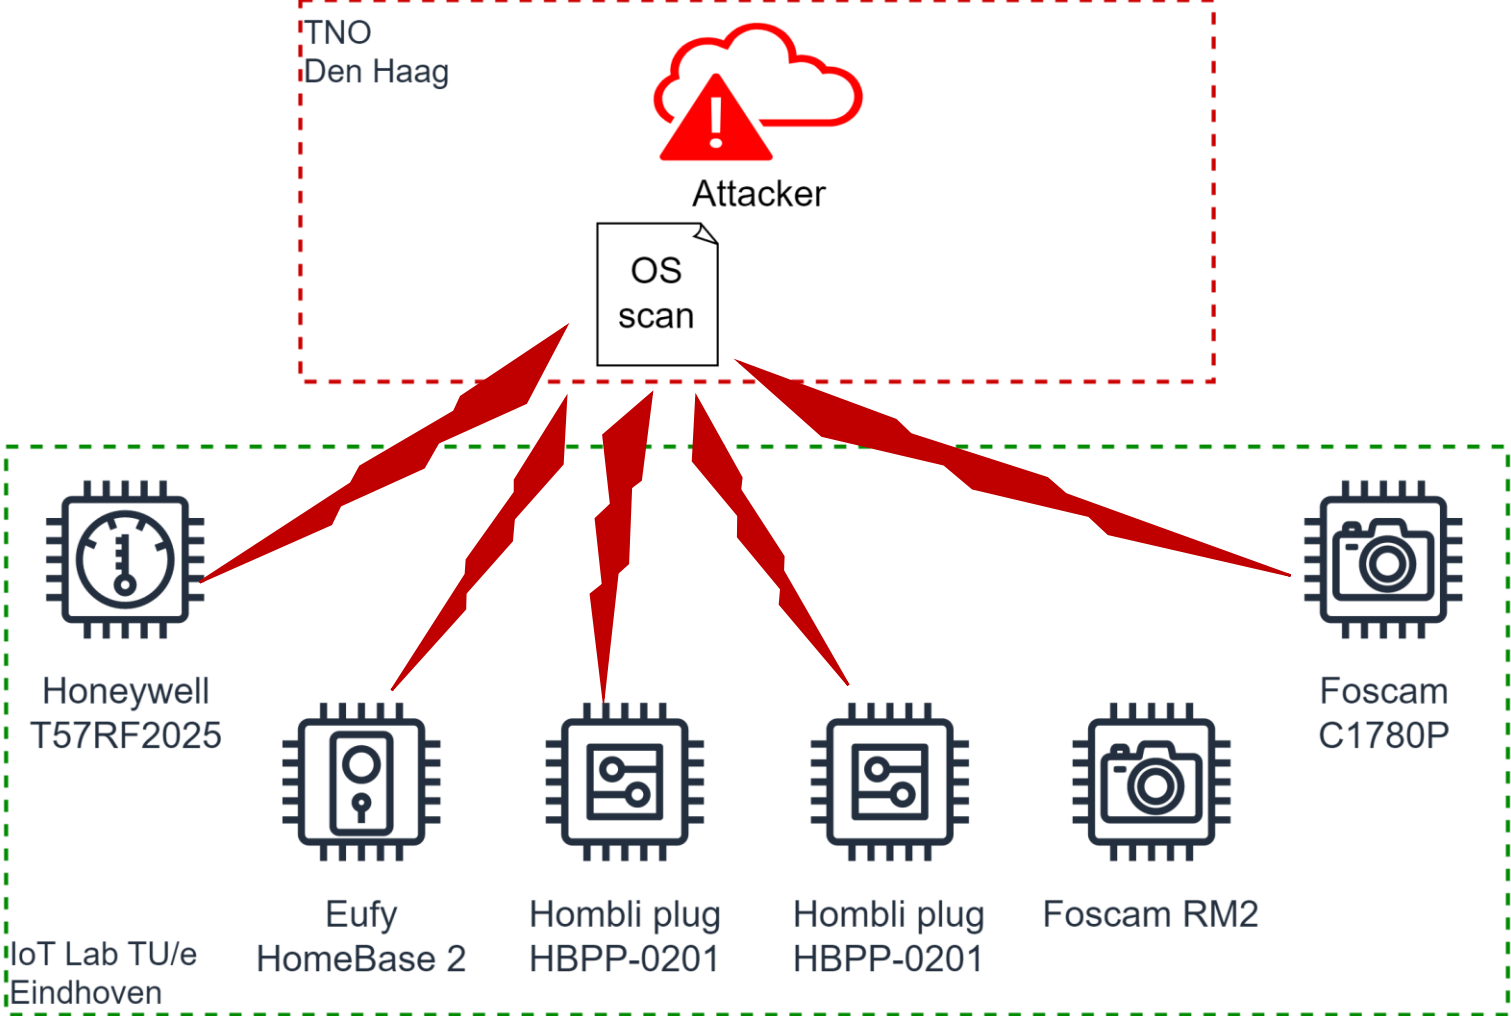 TNO
Den Haag
Attacker
OS
scan
Honeywell
T57RF2025
Foscam
C1780P
Eufy
HomeBase 2
Hombli plug
HBPP-0201
Hombli plug
HBPP-0201
Foscam RM2
IoT Lab TU/e
Eindhoven